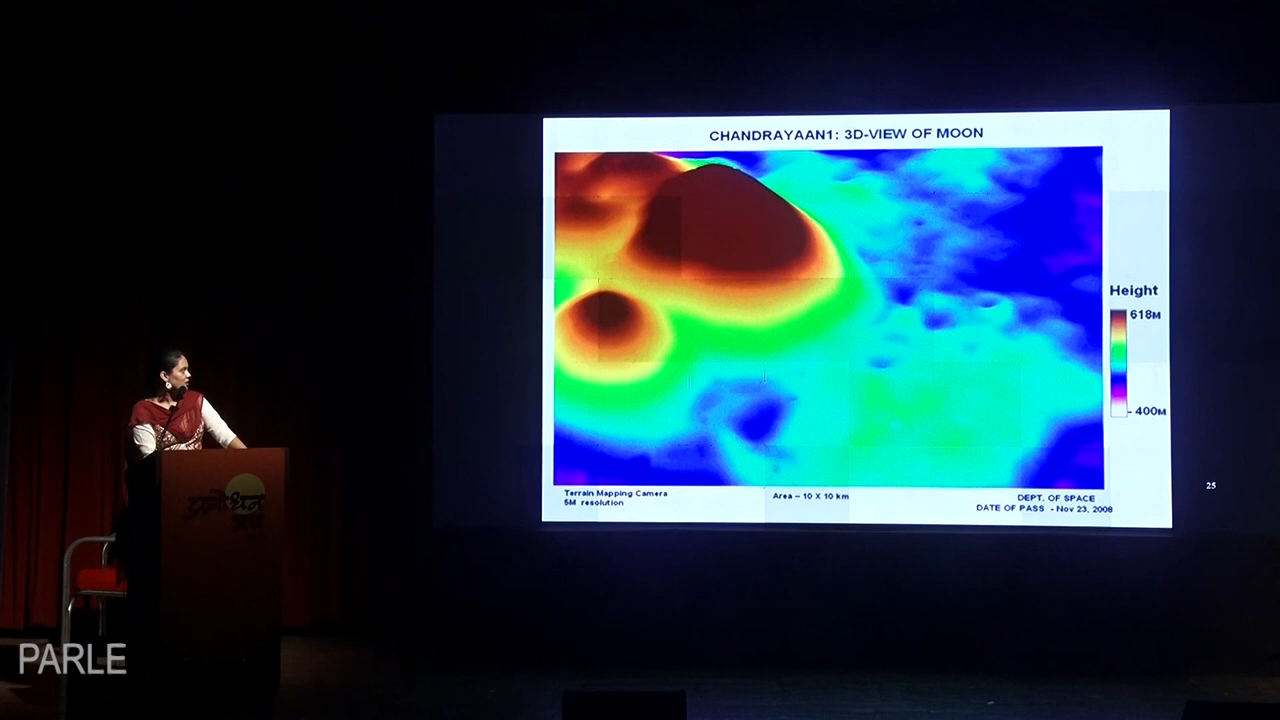 CHANDRAYAAN1: 3D-VIEW OF MOON
Height
618M
- 400M
Terrain Mapping Camera
5M resolution
Area – 10 X 10 km
DEPT. OF SPACE
DATE OF PASS - Nov 23, 2008
25
PARLE